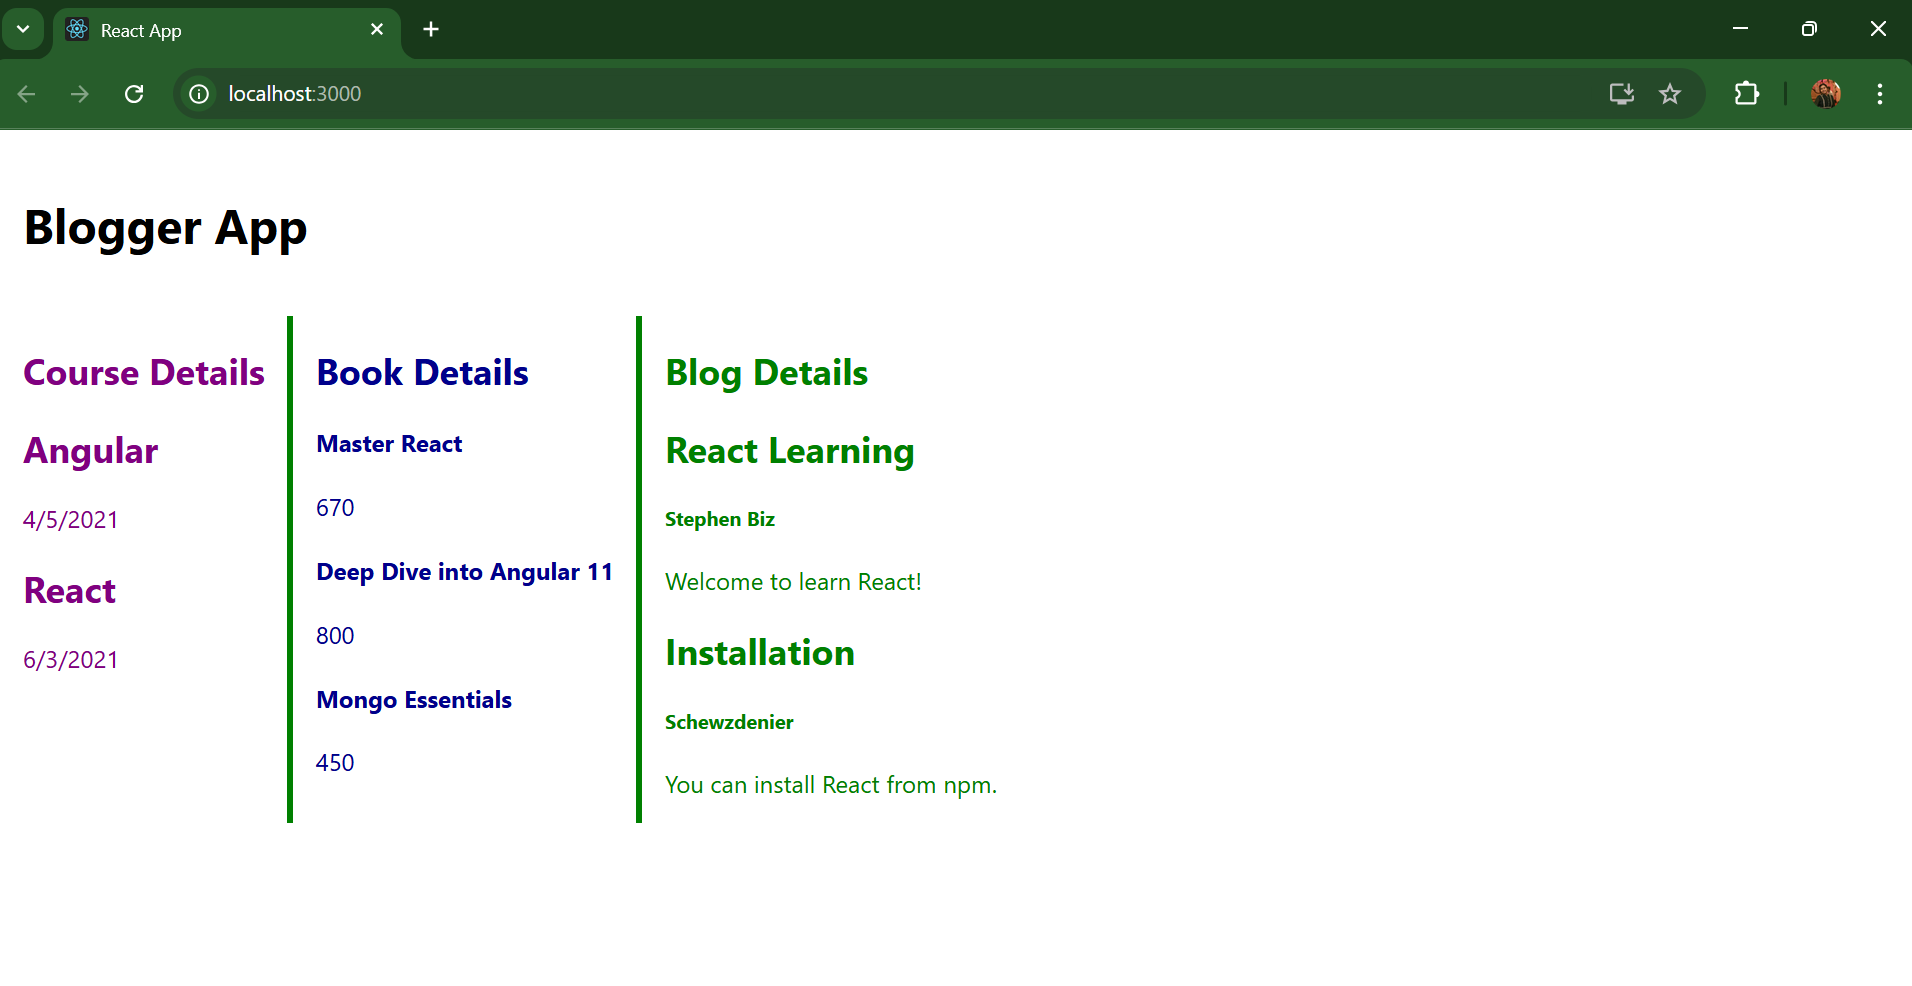 React App
localhost:3000
Blogger App
Course Details
Angular
4/5/2021
React
6/3/2021
Book Details
Master React
670
Deep Dive into Angular 11
800
Mongo Essentials
450
Blog Details
React Learning
Stephen Biz
Welcome to learn React!
Installation
Schewzdenier
You can install React from npm.